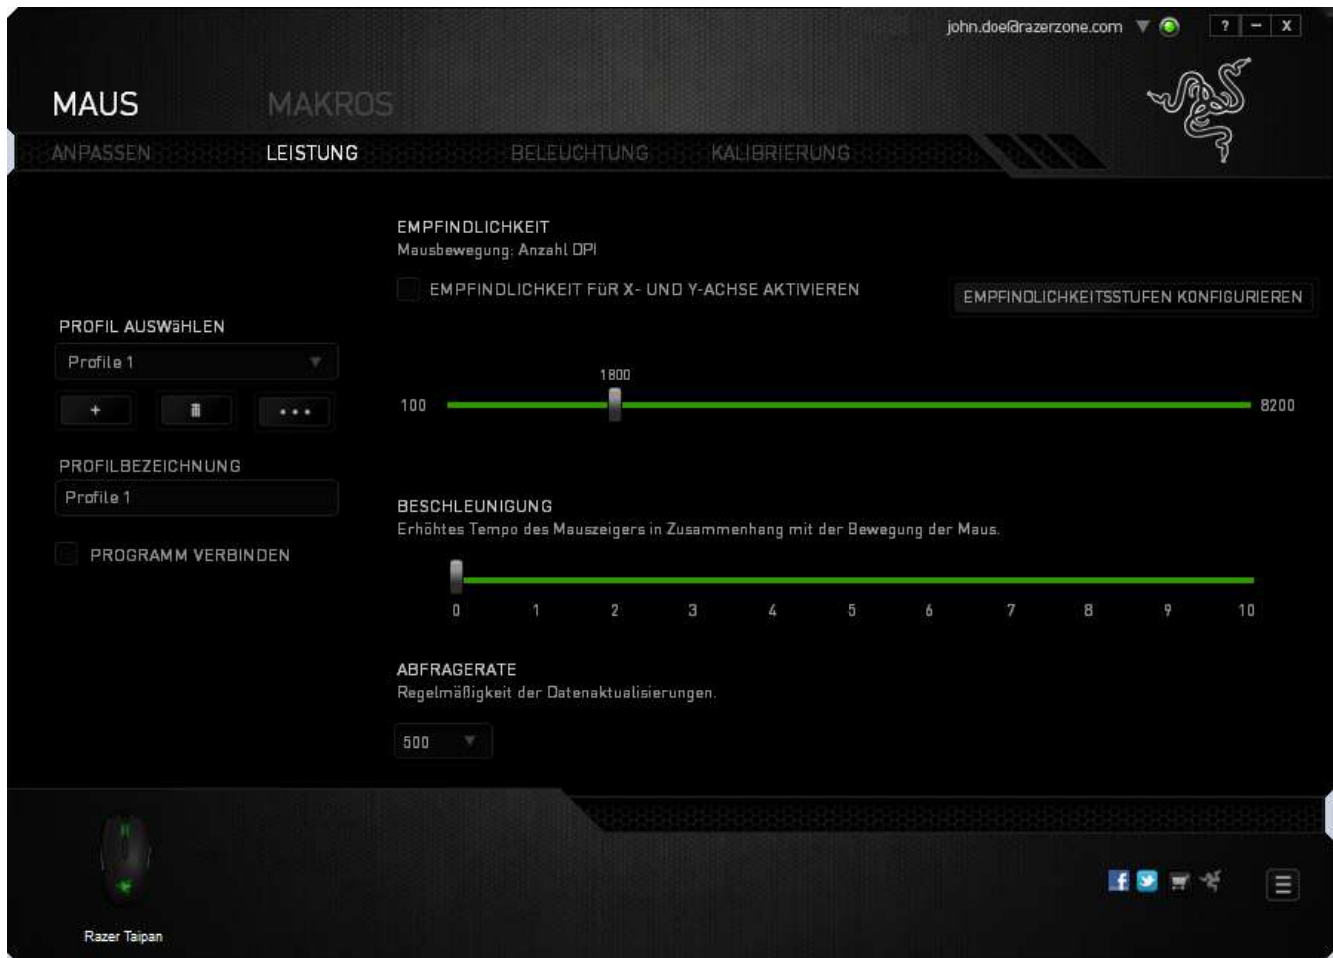 john.doe@razerzone.com
? – X
MAUS MAKROS
ANPASSEN LEISTUNG BELEUCHTUNG KALIBRIERUNG
EMPFINDLICHKEIT
Mausbewegung: Anzahl DPI
EMPFINDLICHKEIT FüR X- UND Y-ACHSE AKTIVIEREN
EMPFINDLICHKEITSSTUFEN KONFIGURIEREN
PROFIL AUSWäHLEN
Profile 1
+ •••
1800
100 8200
PROFILBEZEICHNUNG
Profile 1
PROGRAMM VERBINDEN
BESCHLEUNIGUNG
Erhöhtes Tempo des Mauszeigers in Zusammenhang mit der Bewegung der Maus.
0 1 2 3 4 5 6 7 8 9 10
ABFRAGERATE
Regelmäßigkeit der Datenaktualisierungen.
500
Razer Taipan